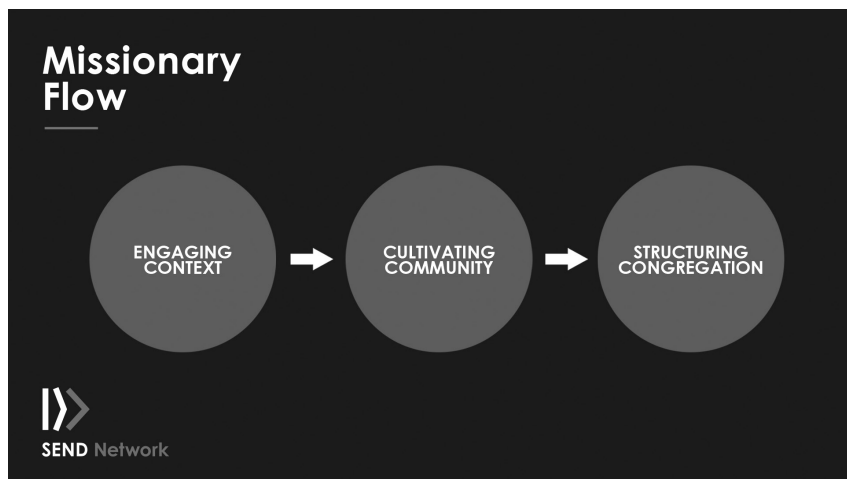 Missionary
Flow
ENGAGING
CONTEXT
CULTIVATING
COMMUNITY
STRUCTURING
CONGREGATION
SEND Network